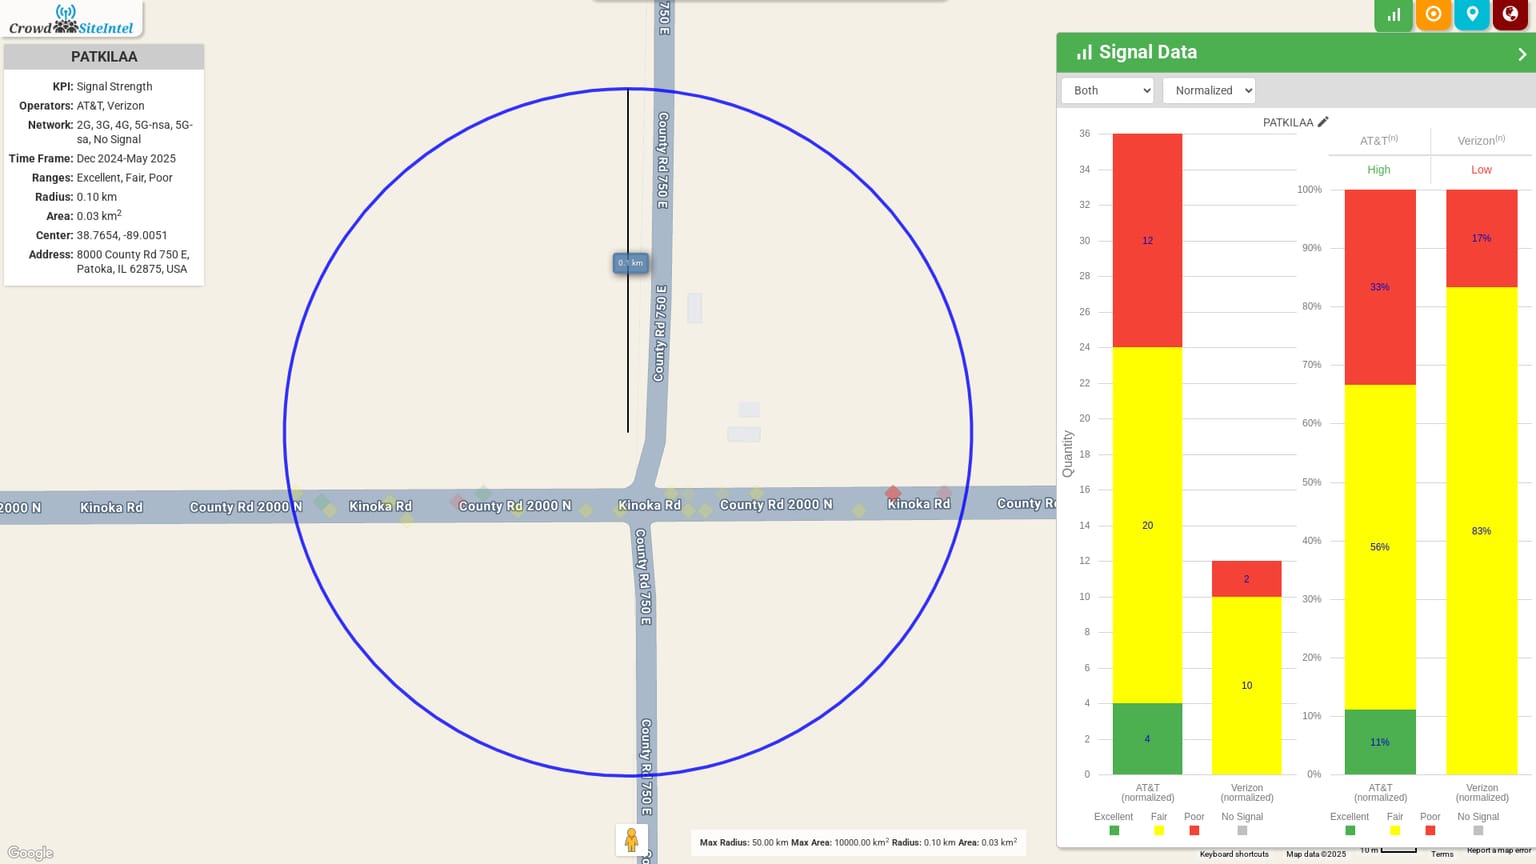 CrowdSiteIntel
PATKILAA
KPI: Signal Strength
Operators: AT&T, Verizon
Network: 2G, 3G, 4G, 5G-nsa, 5G-
sa, No Signal
Time Frame: Dec 2024-May 2025
Ranges: Excellent, Fair, Poor
Radius: 0.10 km
Area: 0.03 km²
Center: 38.7654, -89.0051
Address: 8000 County Rd 750 E,
Patoka, IL 62875, USA
750 E
County Rd 750 E
0.1 km
County Rd 750 E
2000 N
Kinoka Rd
County Rd 2000 N
Kinoka Rd
County Rd 2000 N
Kinoka Rd
County Rd 2000 N
Kinoka Rd
County Rd
County Rd 750 E
County Rd 750 E
Google
Max Radius: 50.00 km Max Area: 10000.00 km² Radius: 0.10 km Area: 0.03 km²
Signal Data
Both
Normalized
PATKILAA
AT&T(n)
Verizon(n)
High
Low
Quantity
36
34
32
30
28
26
24
22
20
18
16
14
12
10
8
6
4
2
0
12
20
4
2
10
AT&T
(normalized)
Verizon
(normalized)
Excellent
Fair
Poor
No Signal
100%
90%
80%
70%
60%
50%
40%
30%
20%
10%
0%
33%
56%
11%
17%
83%
AT&T
(normalized)
Verizon
(normalized)
Excellent
Fair
Poor
No Signal
Keyboard shortcuts
Map data ©2025
10 m
Terms
Report a map error